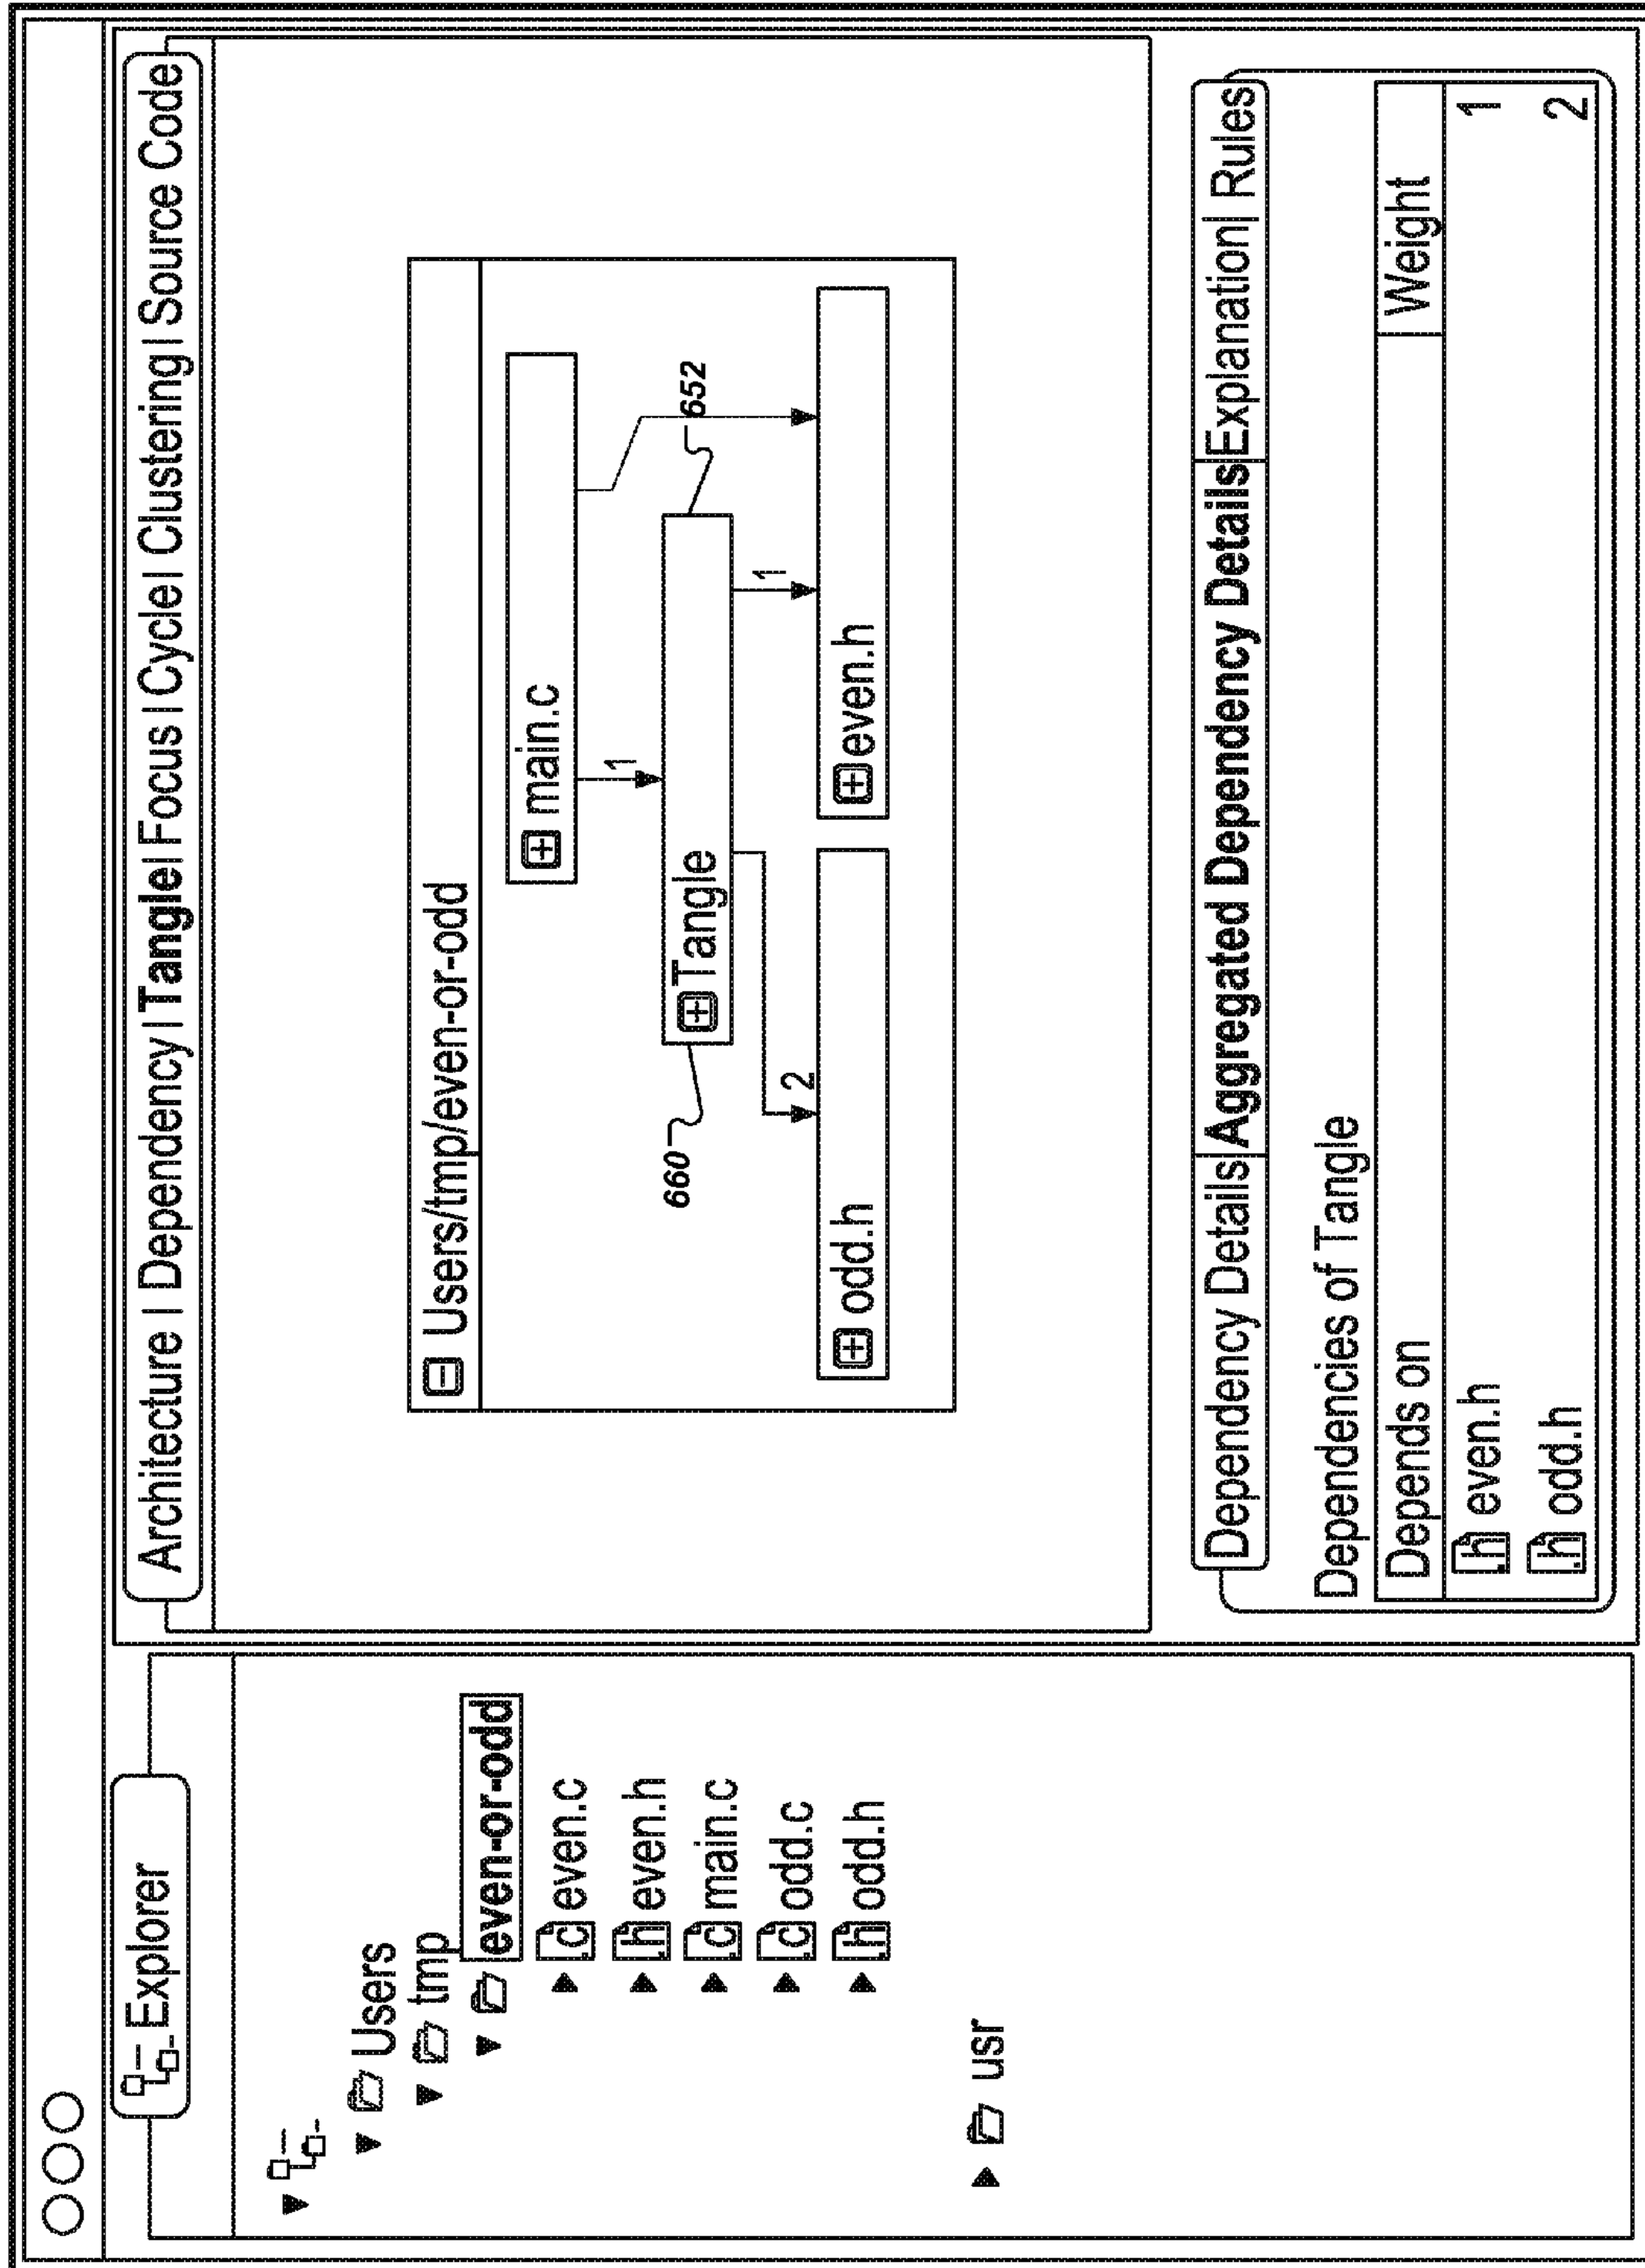 Explorer
Users
tmp
even-or-odd
.c even.c
.h even.h
.c main.c
.c odd.c
.h odd.h
usr
Architecture | Dependency | Tangle | Focus | Cycle | Clustering | Source Code
Users/tmp/even-or-odd
main.c
1
660
Tangle
652
2
1
odd.h
even.h
Dependency Details Aggregated Dependency Details Explanation Rules
Dependencies of Tangle
Depends on Weight
.h even.h 1
.h odd.h 2